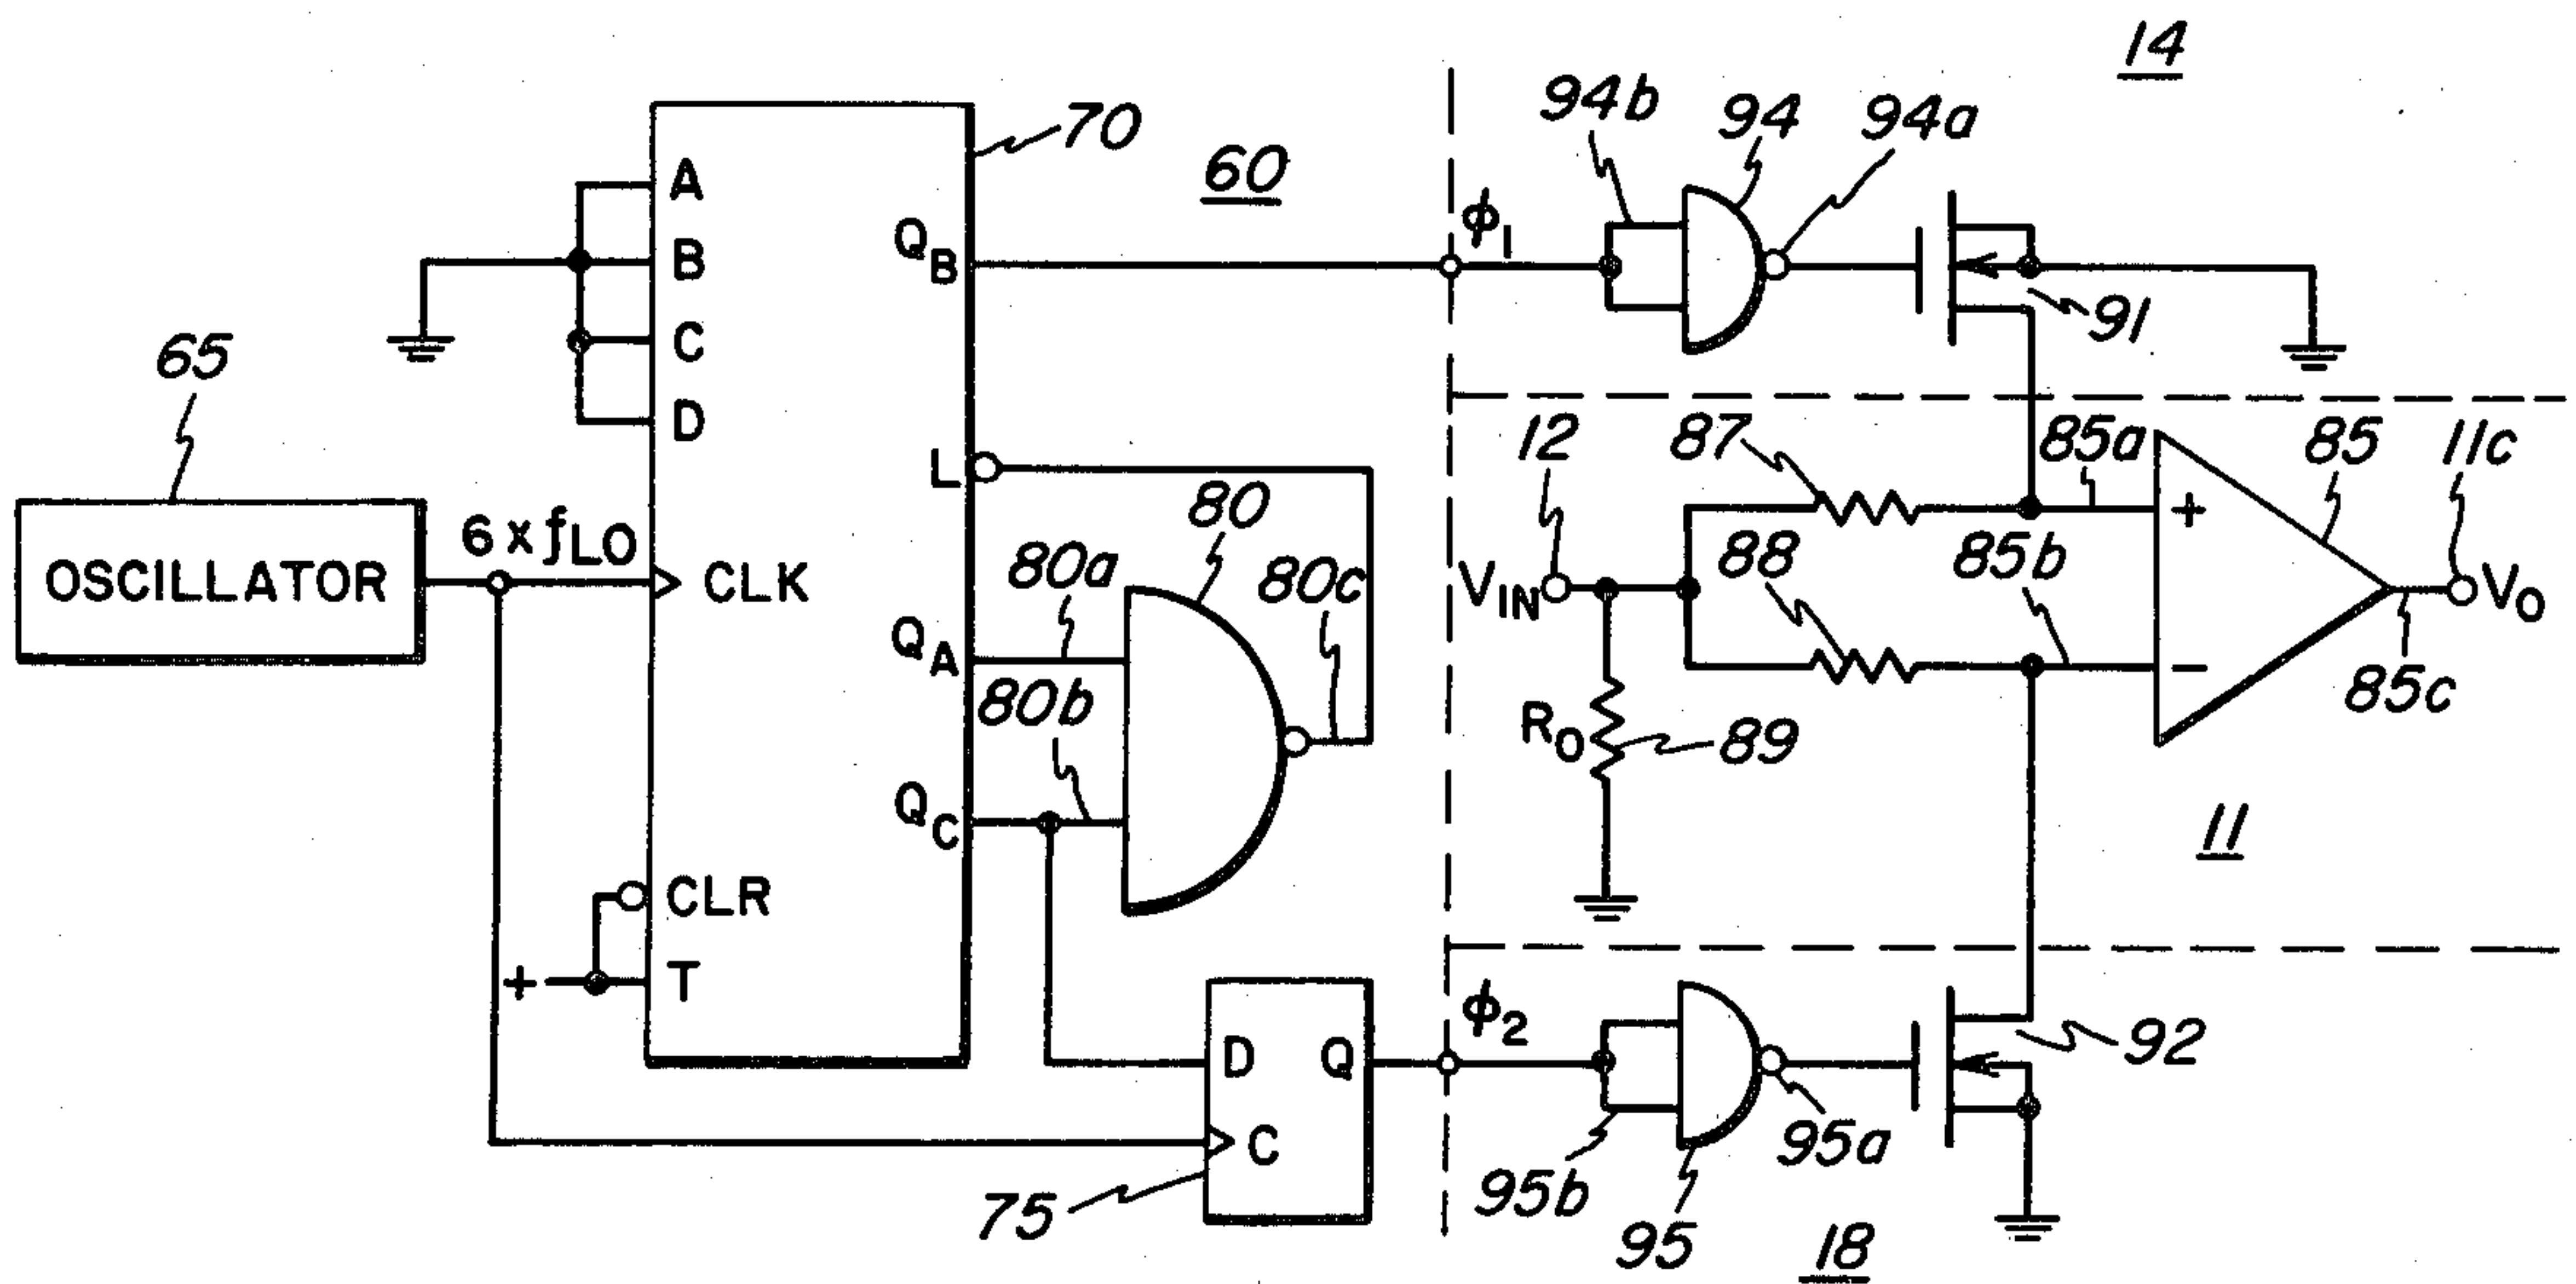 14
94b
94
94a
70
60
A
B
C
D
QB
ϕ1
91
65
L
12
87
85a
85
11c
80
80a
80b
80c
OSCILLATOR
6 x fLO
CLK
QA
QC
VIN
88
85b
+
−
VO
85c
RO
89
11
CLR
+
T
D
Q
C
75
ϕ2
92
95b
95
95a
18